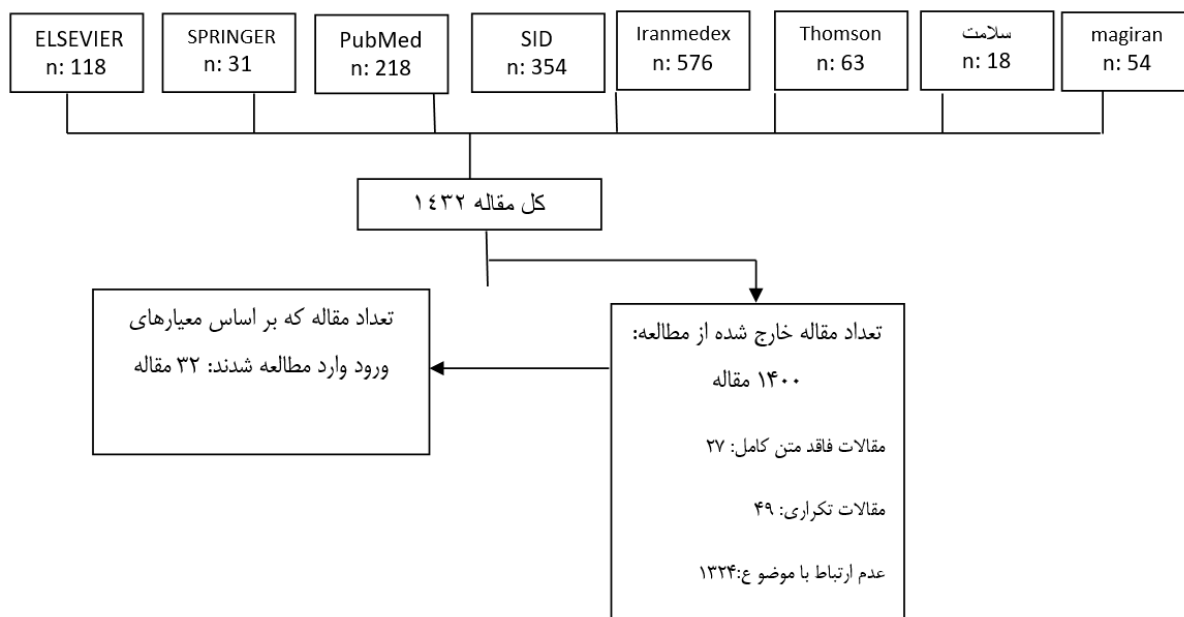 ELSEVIER
n: 118
SPRINGER
n: 31
PubMed
n: 218
SID
n: 354
Iranmedex
n: 576
Thomson
n: 63
سلامت
n: 18
magiran
n: 54
کل مقاله ١٤٣٢
تعداد مقاله که بر اساس معیارهای
ورود وارد مطالعه شدند: ۳۲ مقاله
تعداد مقاله خارج شده از مطالعه:
۱۴۰۰ مقاله
مقالات فاقد متن کامل: ۲۷
مقالات تکراری: ۴۹
عدم ارتباط با موضو ع:۱۳۲۴